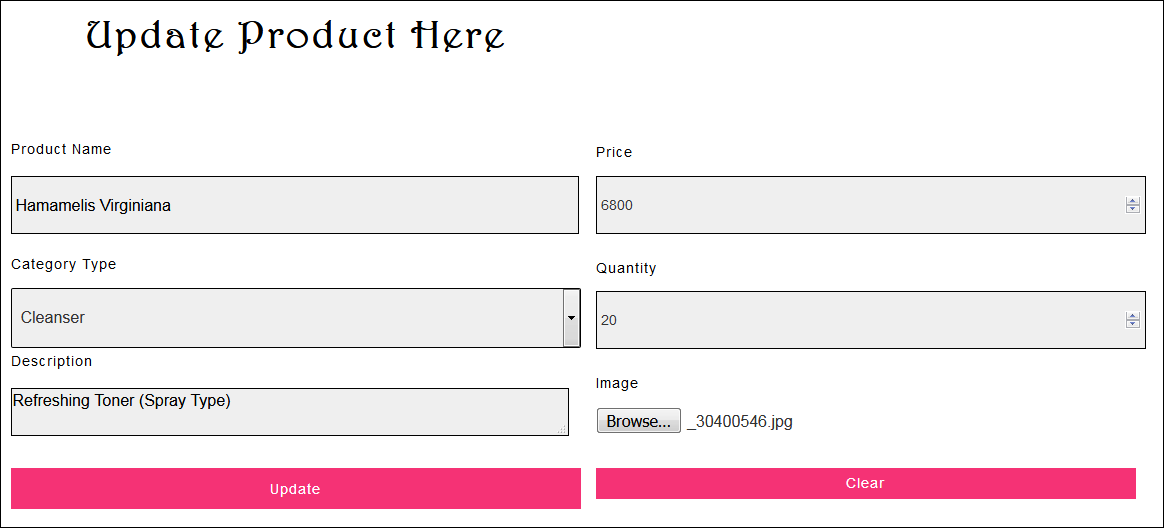 Update Product Here
Product Name
Hamamelis Virginiana
Price
6800
Category Type
Cleanser
Quantity
20
Description
Refreshing Toner (Spray Type)
Image
Browse... _30400546.jpg
Update
Clear